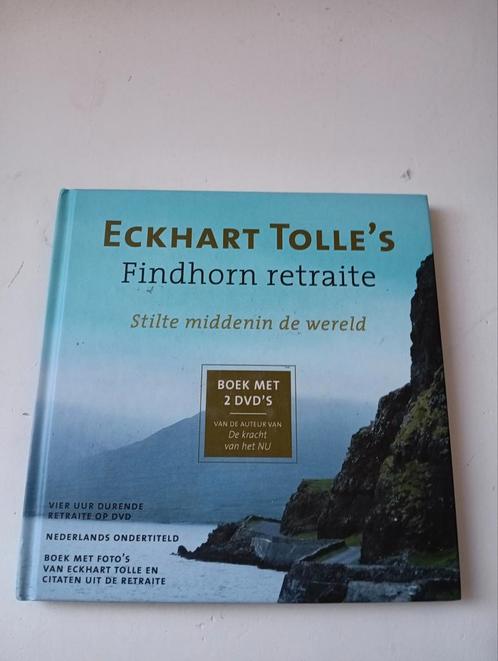 ECKHART TOLLE'S
Findhorn retraite
Stilte middenin de wereld
BOEK MET
2 DVD'S
VAN DE AUTEUR VAN
De kracht
van het NU
VIER UUR DURENDE
RETRAITE OP DVD
NEDERLANDS ONDERTITELD
BOEK MET FOTO'S
VAN ECKHART TOLLE EN
CITATEN UIT DE RETRAITE